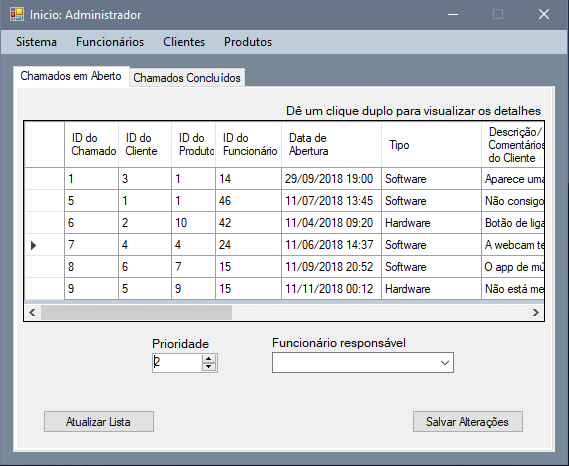 Inicio: Administrador
Sistema Funcionários Clientes Produtos
Chamados em Aberto Chamados Concluídos
Dê um clique duplo para visualizar os detalhes
ID do Chamado ID do Cliente ID do Produto ID do Funcionário Data de Abertura Tipo Descrição/ Comentários do Cliente
1 3 1 14 29/09/2018 19:00 Software Aparece uma
5 1 1 46 11/07/2018 13:45 Software Não consigo
6 2 10 42 11/04/2018 09:20 Hardware Botão de liga
7 4 4 24 11/06/2018 14:37 Software A webcam te
8 6 7 15 11/09/2018 20:52 Software O app de mú
9 5 9 15 11/11/2018 00:12 Hardware Não está me
Prioridade Funcionário responsável
2
Atualizar Lista Salvar Alterações